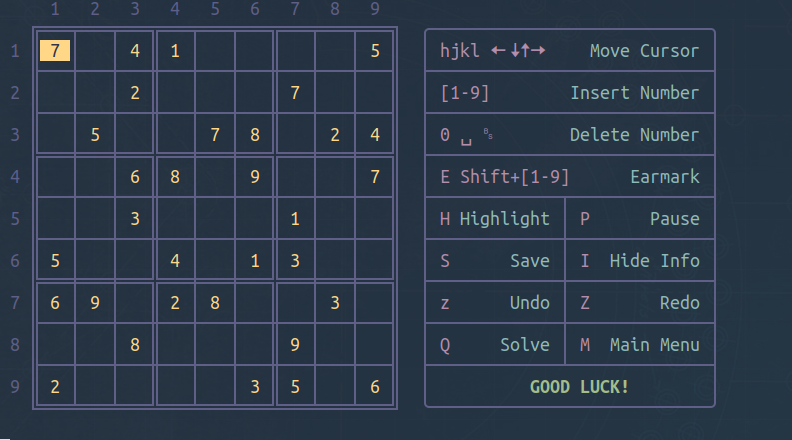 1 2 3 4 5 6 7 8 9
1 7 4 1 5 hjkl ←↓↑→ Move Cursor
2 2 7 [1-9] Insert Number
3 5 7 8 2 4 0 ␣ ␈ Delete Number
4 6 8 9 7 E Shift+[1-9] Earmark
5 3 1 H Highlight P Pause
6 5 4 1 3 S Save I Hide Info
7 6 9 2 8 3 z Undo Z Redo
8 8 9 Q Solve M Main Menu
9 2 3 5 6 GOOD LUCK!